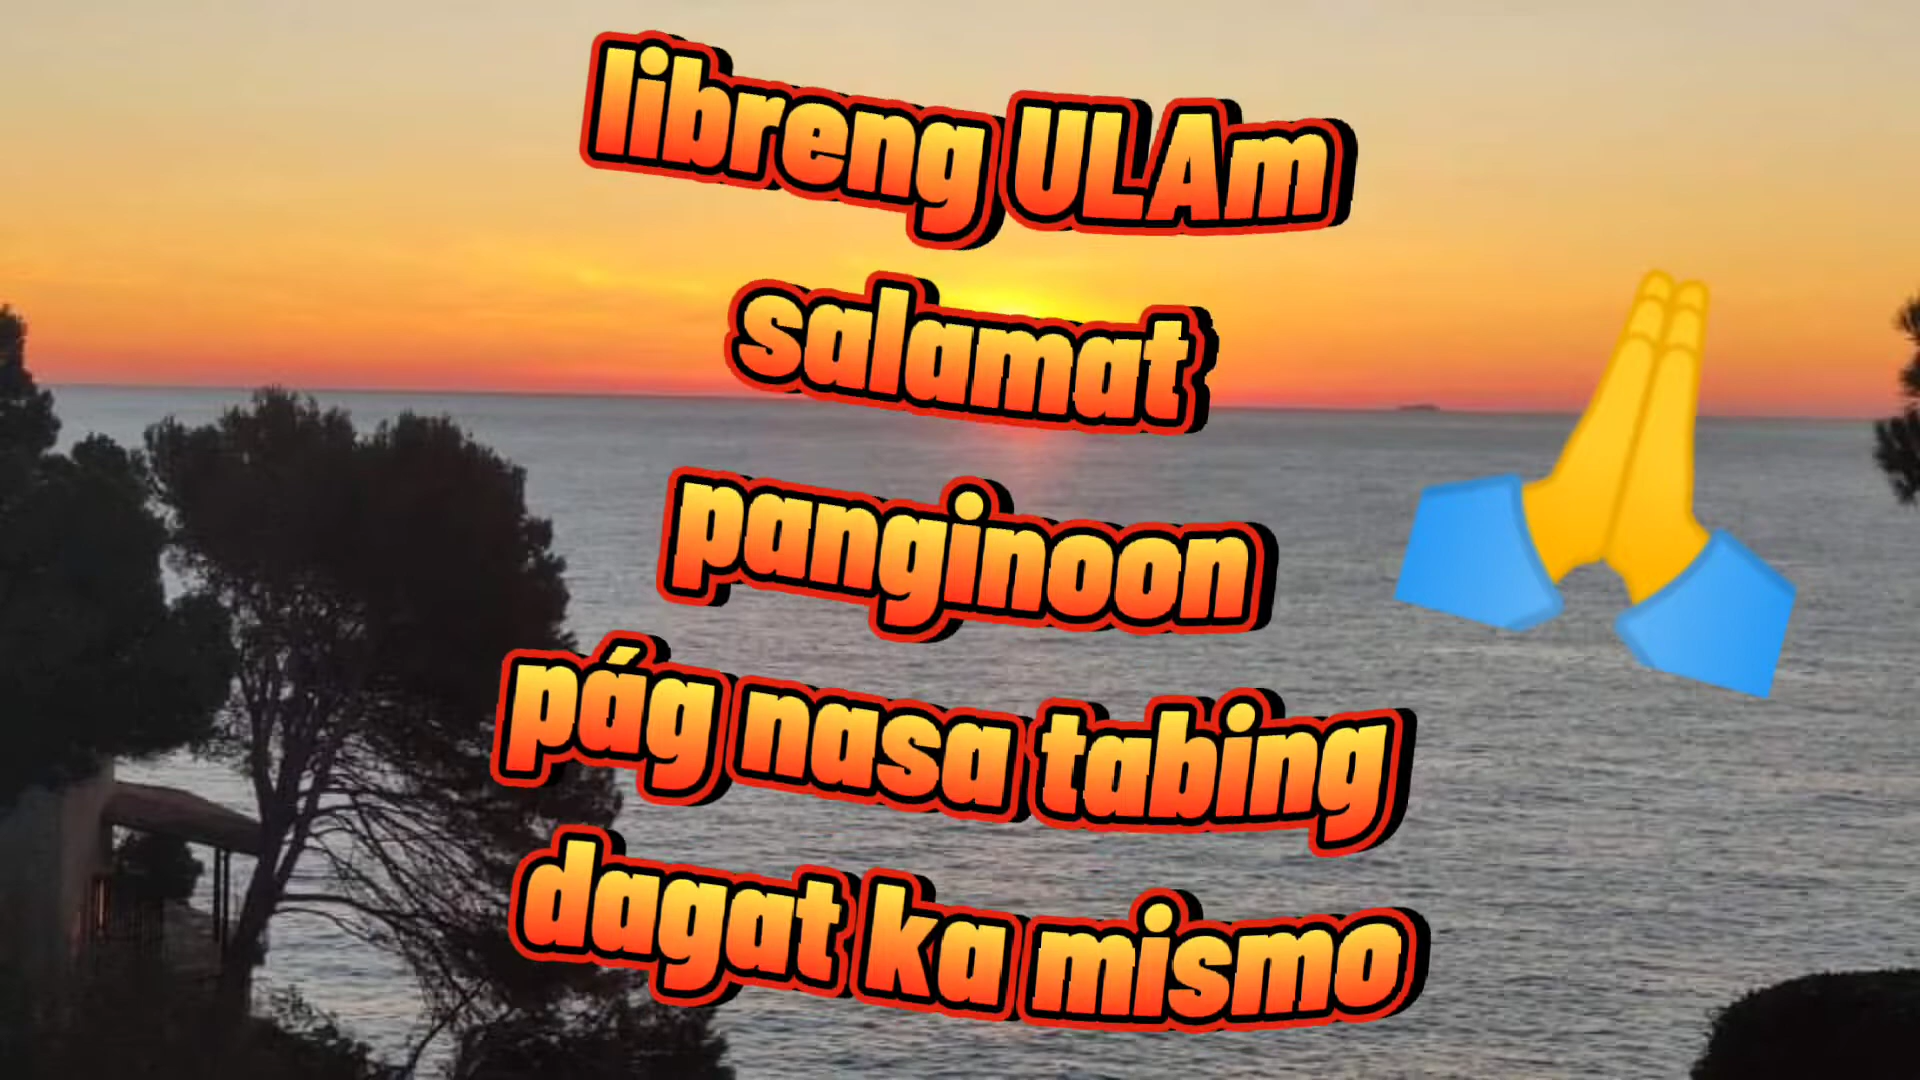 libreng ULAm
salamat
panginoon
pág nasa tabing
dagat ka mismo